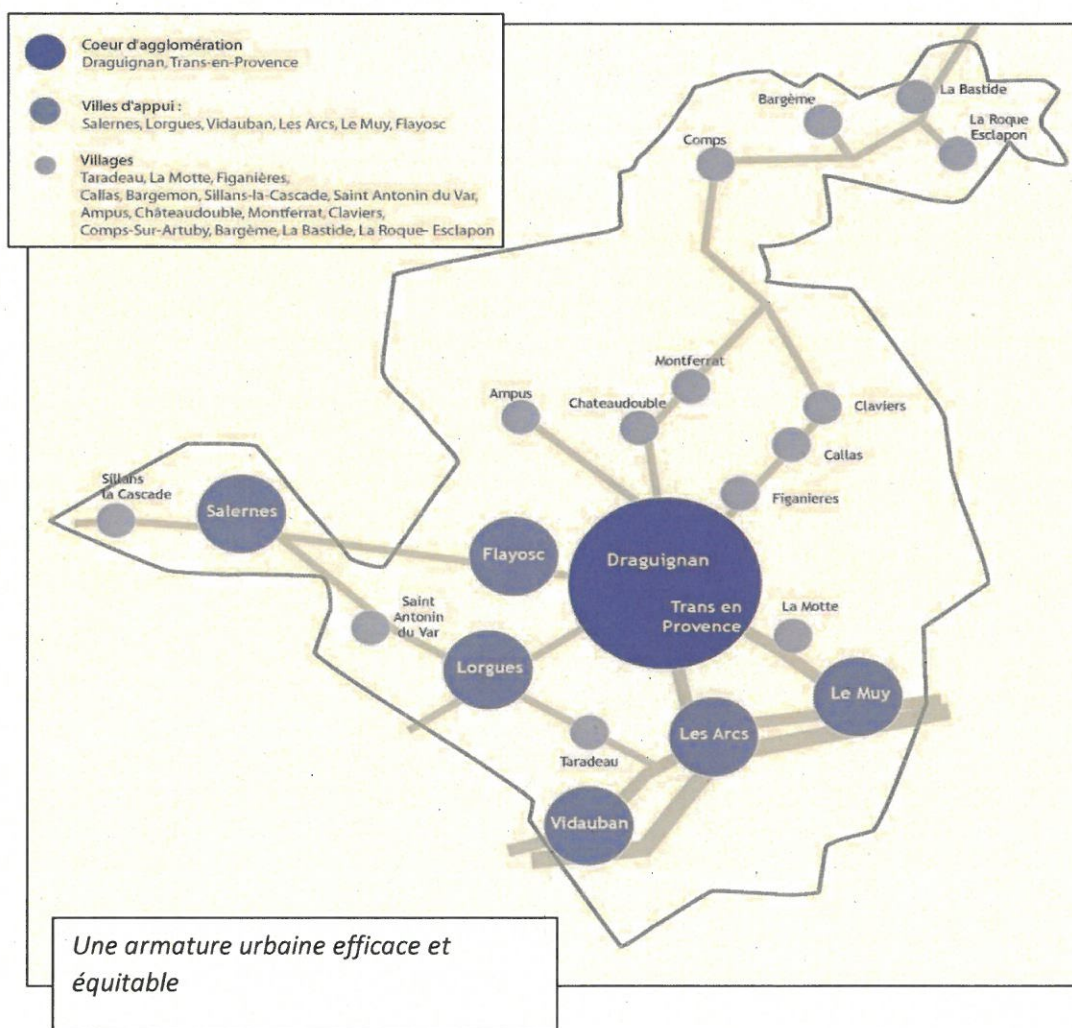 Coeur d'agglomération
Draguignan, Trans-en-Provence
Villes d'appui :
Salernes, Lorgues, Vidauban, Les Arcs, Le Muy, Flayosc
Villages
Taradeau, La Motte, Figanières,
Callas, Bargemon, Sillans-la-Cascade, Saint Antonin du Var,
Ampus, Châteaudouble, Montferrat, Claviers,
Comps-Sur-Artuby, Bargème, La Bastide, La Roque- Esclapon
La Bastide
Bargème
La Roque
Esclapon
Comps
Montferrat
Ampus
Chateaudouble
Claviers
Callas
Sillans
la Cascade
Salernes
Figanieres
Flayosc
Draguignan
Saint
Antonin
du Var
Trans en
Provence
La Motte
Lorgues
Le Muy
Les Arcs
Taradeau
Vidauban
Une armature urbaine efficace et
équitable